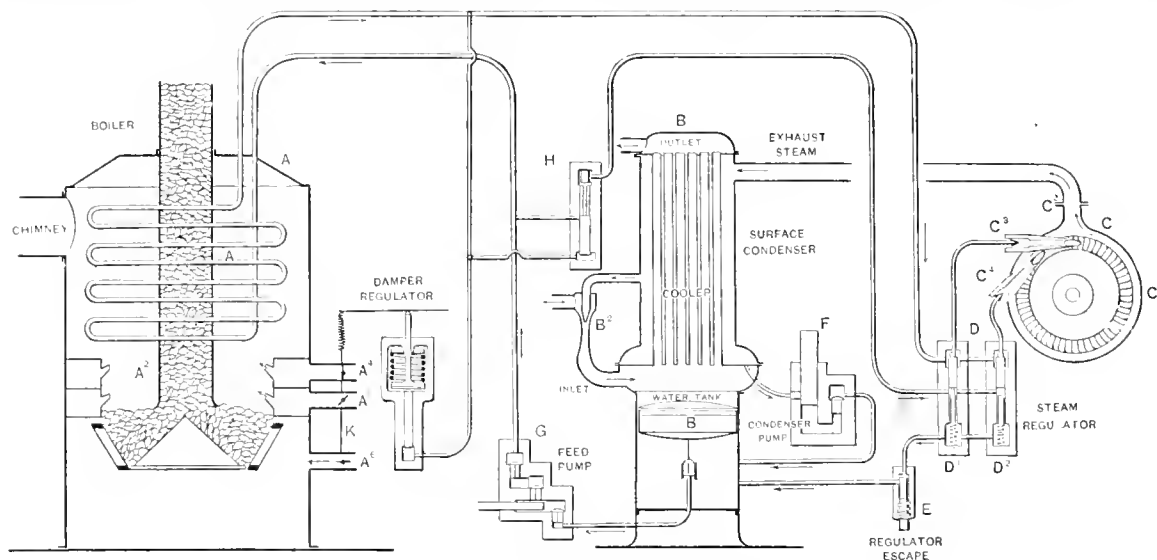 BOILER
A
CHIMNEY
A
A²
DAMPER
REGULATOR
A⁴
A
K
A⁶
H
G
FEED
PUMP
B
OUTLET
EXHAUST
STEAM
SURFACE
CONDENSER
COOLER
B²
INLET
WATER TANK
B
F
CONDENSER
PUMP
C
C³
C
C⁴
C
D
STEAM
REGULATOR
D¹
D²
E
REGULATOR
ESCAPE